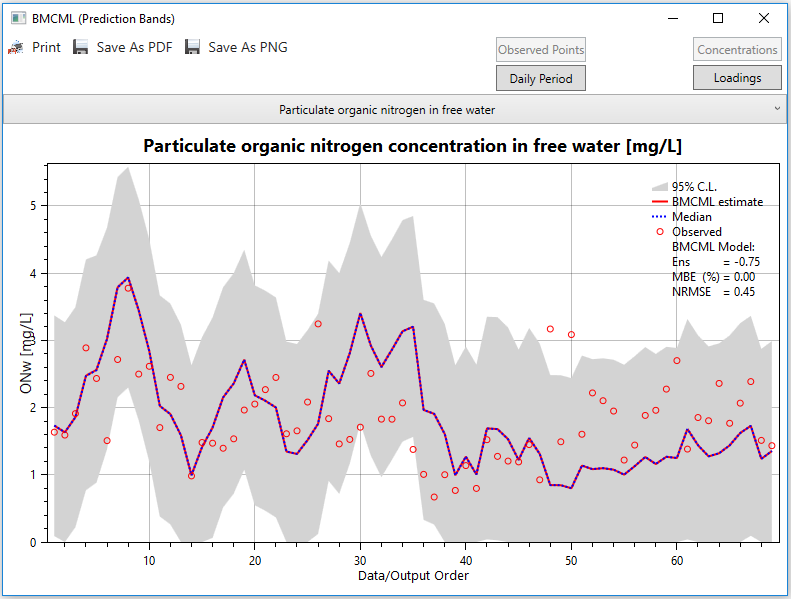 BMCML (Prediction Bands)
Print Save As PDF Save As PNG
Observed Points Concentrations
Daily Period Loadings
Particulate organic nitrogen in free water
Particulate organic nitrogen concentration in free water [mg/L]
95% C.L.
BMCML estimate
Median
Observed
BMCML Model:
Ens = -0.75
MBE (%) = 0.00
NRMSE = 0.45
ONw [mg/L]
5
4
3
2
1
0
10 20 30 40 50 60
Data/Output Order